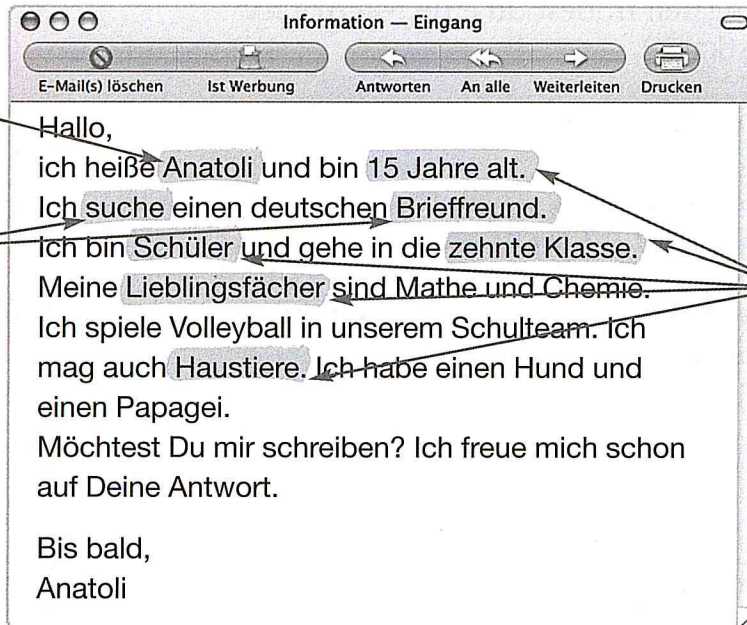 Information — Eingang
E-Mail(s) löschen Ist Werbung Antworten An alle Weiterleiten Drucken
Hallo,
ich heiße Anatoli und bin 15 Jahre alt.
Ich suche einen deutschen Brieffreund.
Ich bin Schüler und gehe in die zehnte Klasse.
Meine Lieblingsfächer sind Mathe und Chemie.
Ich spiele Volleyball in unserem Schulteam. Ich
mag auch Haustiere. Ich habe einen Hund und
einen Papagei.
Möchtest Du mir schreiben? Ich freue mich schon
auf Deine Antwort.
Bis bald,
Anatoli